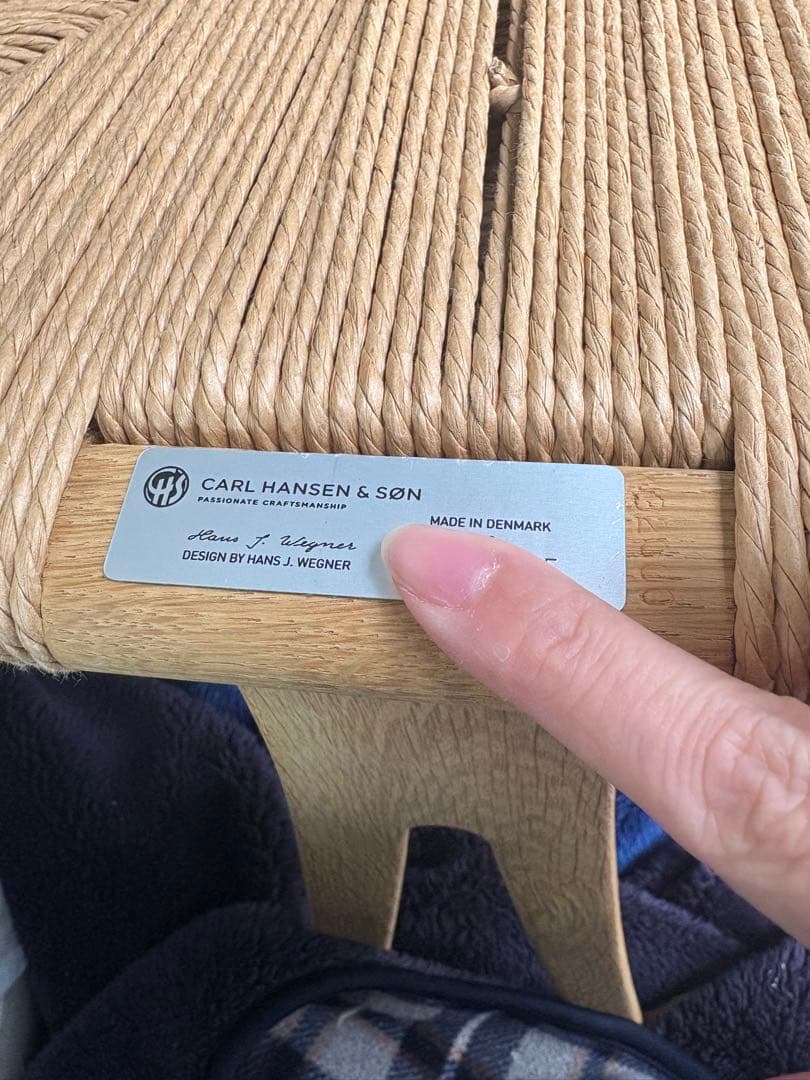 CARL HANSEN & SØN
PASSIONATE CRAFTSMANSHIP
Hans J. Wegner
DESIGN BY HANS J. WEGNER
MADE IN DENMARK